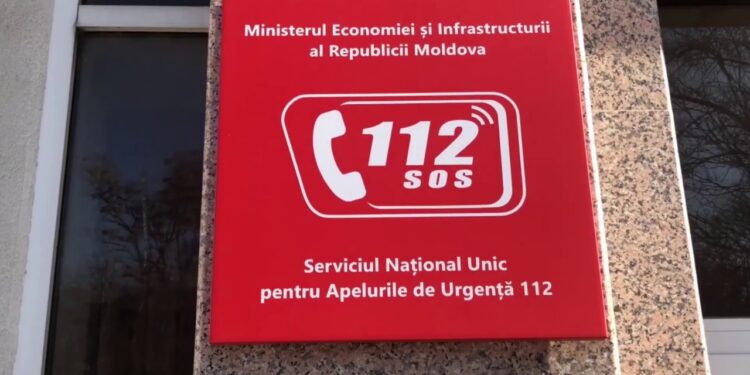 Ministerul Economiei și Infrastructurii
al Republicii Moldova
112
SOS
Serviciul Național Unic
pentru Apelurile de Urgență 112